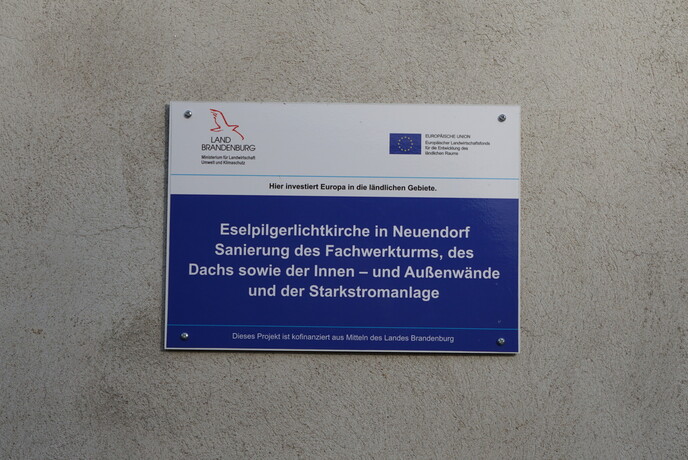 LAND
BRANDENBURG
Ministerium für Landwirtschaft
Umwelt und Klimaschutz
EUROPÄISCHE UNION
Europäischer Landwirtschaftsfonds
für die Entwicklung des
ländlichen Raums
Hier investiert Europa in die ländlichen Gebiete.
Eselpilgerlichtkirche in Neuendorf
Sanierung des Fachwerkturms, des
Dachs sowie der Innen – und Außenwände
und der Starkstromanlage
Dieses Projekt ist kofinanziert aus Mitteln des Landes Brandenburg